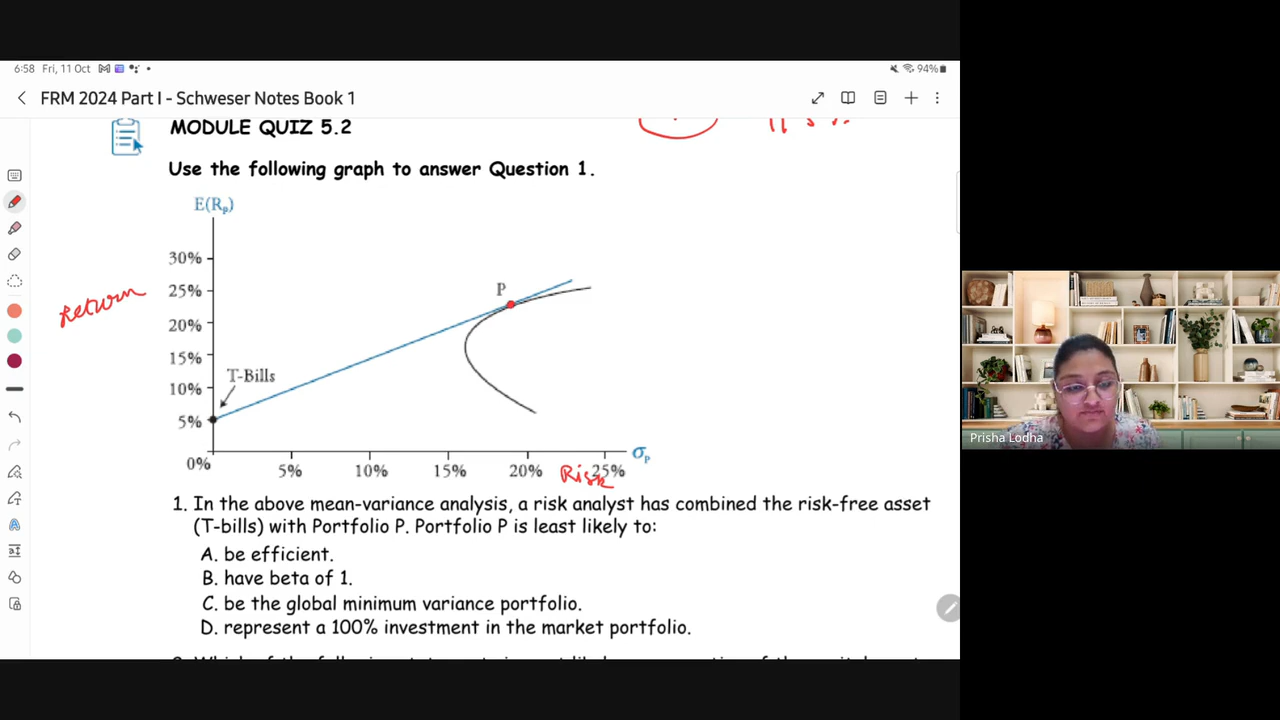 6:58 Fri, 11 Oct
94%
FRM 2024 Part I - Schweser Notes Book 1
MODULE QUIZ 5.2
Use the following graph to answer Question 1.
E(Rp)
30%
25%
20%
15%
10%
5%
0%
return
P
T-Bills
5%
10%
15%
20%
25%
σp
Risk
1. In the above mean-variance analysis, a risk analyst has combined the risk-free asset
(T-bills) with Portfolio P. Portfolio P is least likely to:
A. be efficient.
B. have beta of 1.
C. be the global minimum variance portfolio.
D. represent a 100% investment in the market portfolio.
Prisha Lodha